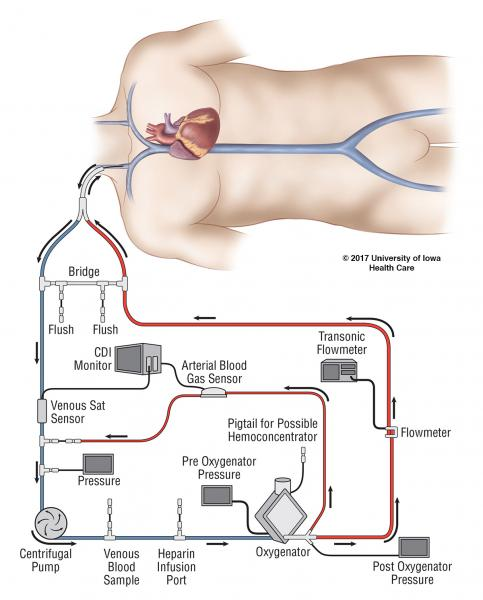 © 2017 University of Iowa
Health Care
Bridge
Flush
Flush
CDI
Monitor
Arterial Blood
Gas Sensor
Transonic
Flowmeter
Venous Sat
Sensor
Pigtail for Possible
Hemoconcentrator
Flowmeter
Pressure
Pre Oxygenator
Pressure
Centrifugal
Pump
Venous
Blood
Sample
Heparin
Infusion
Port
Oxygenator
Post Oxygenator
Pressure